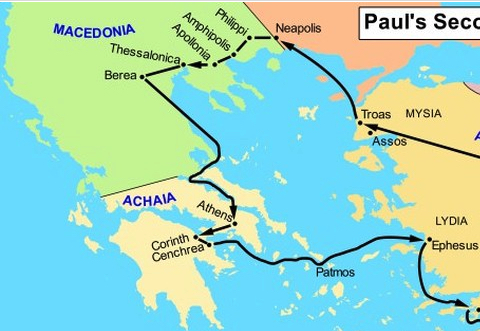 Paul's Seco
MACEDONIA
Philippi
Neapolis
Amphipolis
Apollonia
Thessalonica
Berea
Troas
MYSIA
Assos
A
ACHAIA
Athens
Corinth
Cenchrea
LYDIA
Ephesus
Patmos